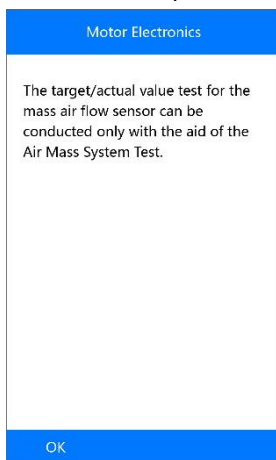 Motor Electronics
The target/actual value test for the
mass air flow sensor can be
conducted only with the aid of the
Air Mass System Test.
OK